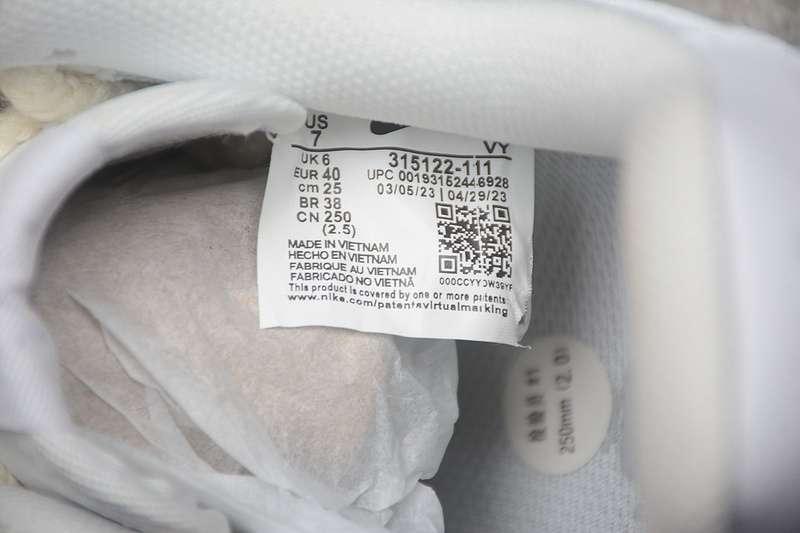 US
7
VY
UK 6
EUR 40
cm 25
BR 38
CN 250
(2.5)
315122-111
UPC 00193152446928
03/05/23 | 04/29/23
MADE IN VIETNAM
HECHO EN VIETNAM
FABRIQUE AU VIETNAM
FABRICADO NO VIETNÃ
This product is covered by one or more patents
www.nike.com/patentsvirtualmarking
250mm (2.0)